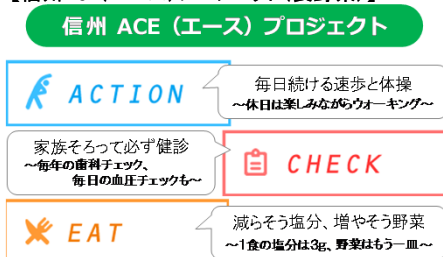 信州 ACE（エース）プロジェクト
ACTION
毎日続ける速歩と体操
～休日は楽しみながらウォーキング～
家族そろって必ず健診
～毎年の歯科チェック、
毎日の血圧チェックも～
CHECK
EAT
減らそう塩分、増やそう野菜
～1食の塩分は3g、野菜はもう一皿～